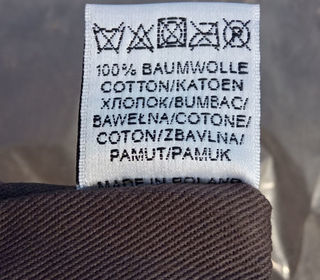 100% BAUMWOLLE
COTTON/KATOEN
ХЛОПОК/BUMBAC/
BAWEŁNA/COTONE/
COTON/ZBAVLNA/
PAMUT/PAMUK
MADE IN POLAND